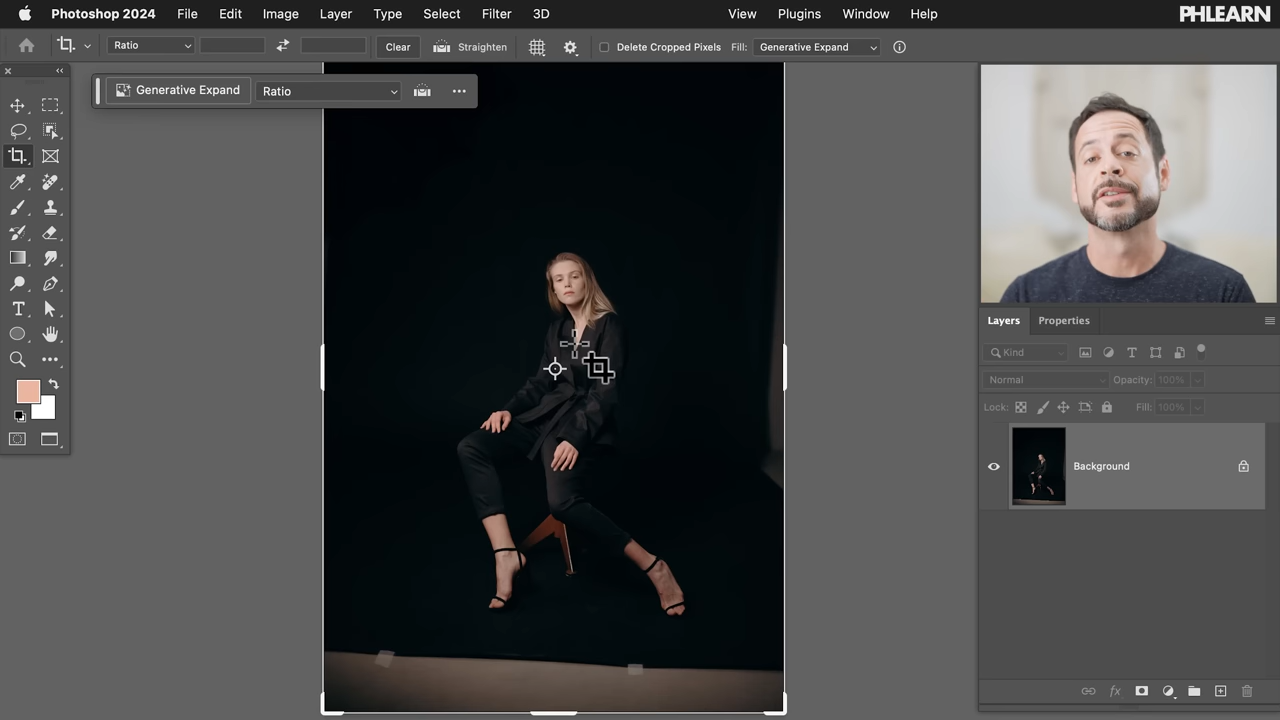 Photoshop 2024 File Edit Image Layer Type Select Filter 3D View Plugins Window Help PHLEARN
Ratio Clear Straighten Delete Cropped Pixels Fill: Generative Expand
Generative Expand Ratio
Layers Properties
Kind
Normal Opacity: 100%
Lock: Fill: 100%
Background
fx